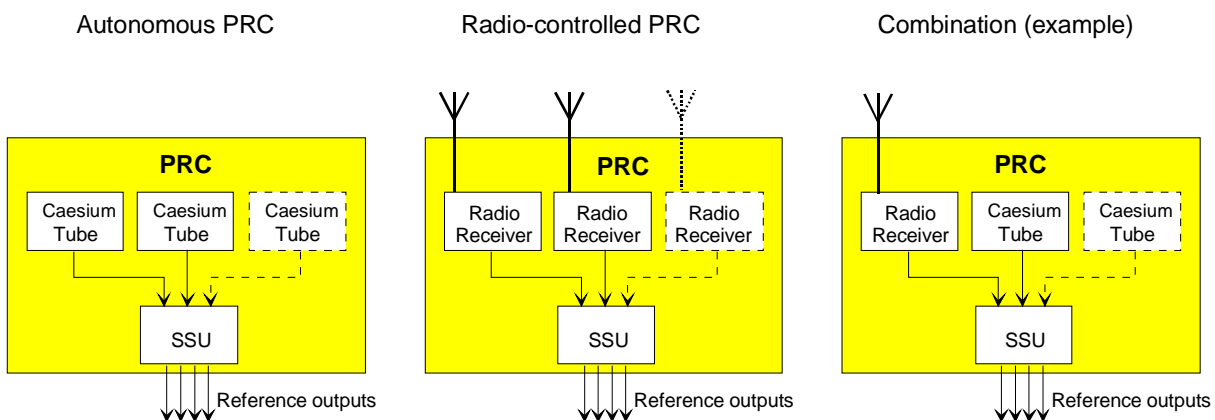 Autonomous PRC
Radio-controlled PRC
Combination (example)
PRC
Caesium
Tube
Caesium
Tube
Caesium
Tube
SSU
Reference outputs
PRC
Radio
Receiver
Radio
Receiver
Radio
Receiver
SSU
Reference outputs
PRC
Radio
Receiver
Caesium
Tube
Caesium
Tube
SSU
Reference outputs